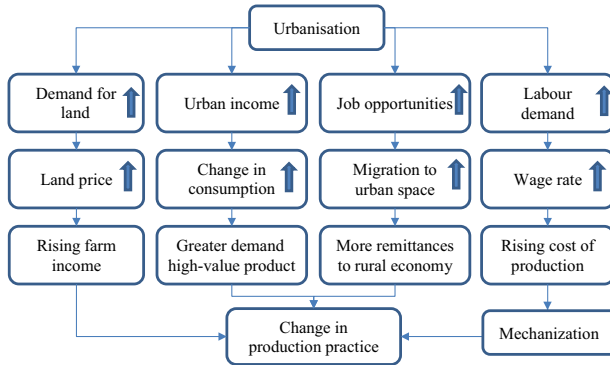 Urbanisation
Demand for
land
Urban income
Job opportunities
Labour
demand
Land price
Change in
consumption
Migration to
urban space
Wage rate
Rising farm
income
Greater demand
high-value product
More remittances
to rural economy
Rising cost of
production
Change in
production practice
Mechanization